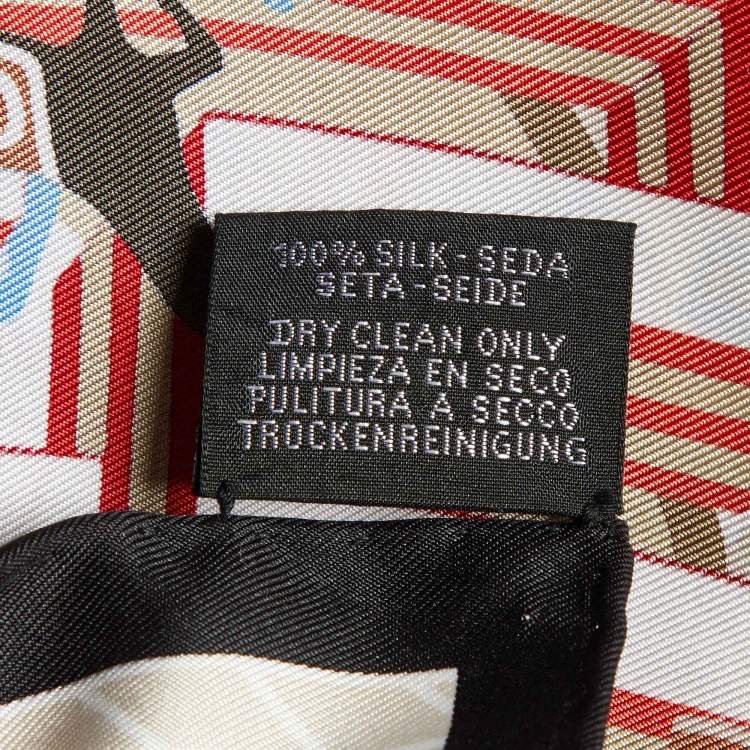 100% SILK - SEDA
SETA - SEIDE
DRY CLEAN ONLY
LIMPIEZA EN SECO
PULITURA A SECCO
TROCKENREINIGUNG